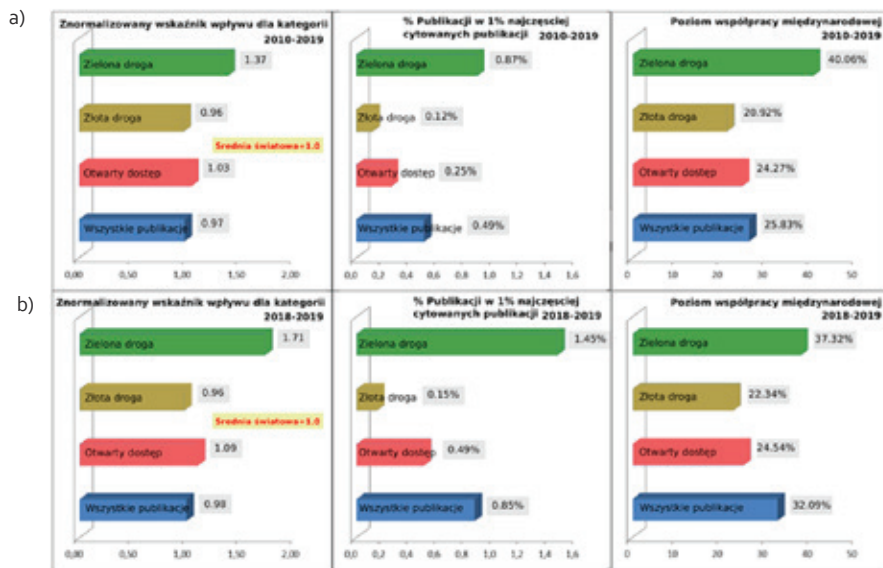 a)
Znormalizowany wskaźnik wpływu dla kategorii
2010-2019
Zielona droga 1.37
Złota droga 0.96
Średnia światowa=1.0
Otwarty dostęp 1.03
Wszystkie publikacje 0.97
0,00 0,50 1,00 1,50 2,00
% Publikacji w 1% najczęsciej
cytowanych publikacji 2010-2019
Zielona droga 0.87%
Złota droga 0.12%
Otwarty dostęp 0.25%
Wszystkie publikacje 0.49%
0,0 0,2 0,4 0,6 0,8 1,0 1,2 1,4 1,6
Poziom współpracy międzynarodowej
2010-2019
Zielona droga 40.06%
Złota droga 20.92%
Otwarty dostęp 24.27%
Wszystkie publikacje 25.83%
0 10 20 30 40 50
b)
Znormalizowany wskaźnik wpływu dla kategorii
2018-2019
Zielona droga 1.71
Złota droga 0.96
Średnia światowa=1.0
Otwarty dostęp 1.09
Wszystkie publikacje 0.98
0,00 0,50 1,00 1,50 2,00
% Publikacji w 1% najczęsciej
cytowanych publikacji 2018-2019
Zielona droga 1.45%
Złota droga 0.15%
Otwarty dostęp 0.49%
Wszystkie publikacje 0.85%
0,0 0,2 0,4 0,6 0,8 1,0 1,2 1,4 1,6
Poziom współpracy międzynarodowej
2018-2019
Zielona droga 37.32%
Złota droga 22.34%
Otwarty dostęp 24.54%
Wszystkie publikacje 32.09%
0 10 20 30 40 50